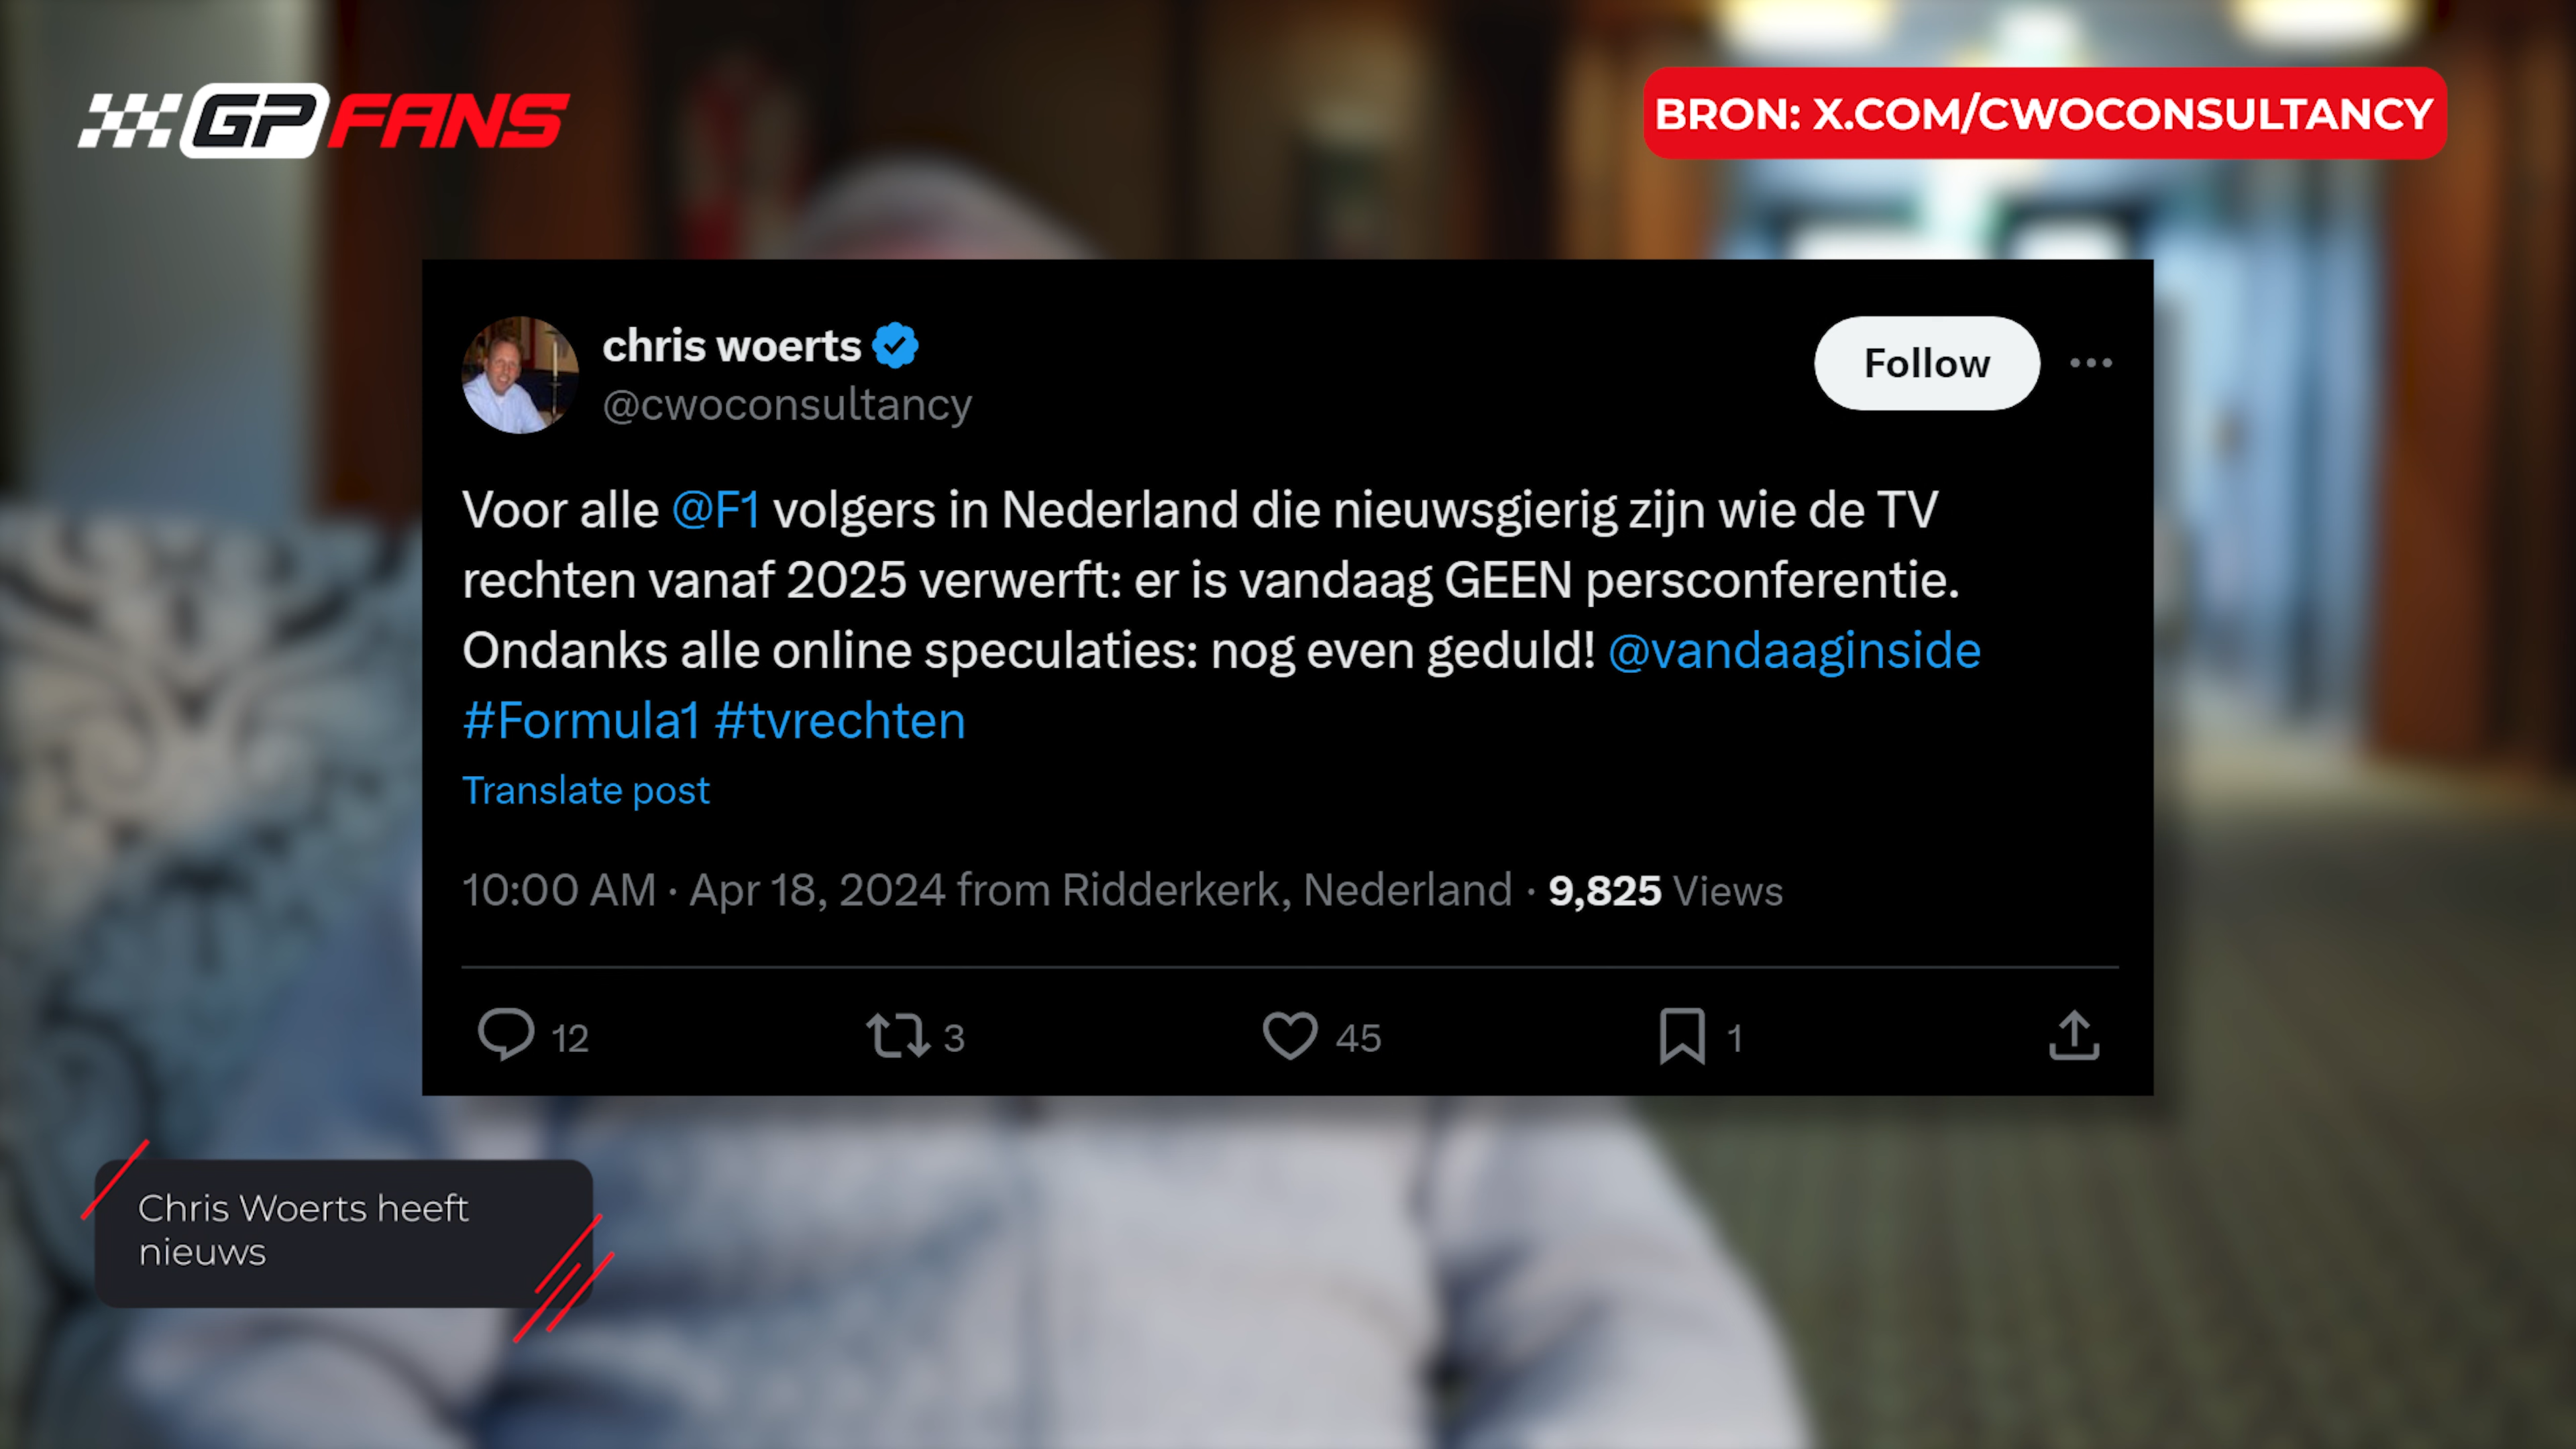 GPFANS
BRON: X.COM/CWOCONSULTANCY
chris woerts
@cwoconsultancy
Follow
Voor alle @F1 volgers in Nederland die nieuwsgierig zijn wie de TV
rechten vanaf 2025 verwerft: er is vandaag GEEN persconferentie.
Ondanks alle online speculaties: nog even geduld! @vandaaginside
#Formula1 #tvrechten
Translate post
10:00 AM · Apr 18, 2024 from Ridderkerk, Nederland · 9,825 Views
12 3 45 1
Chris Woerts heeft
nieuws